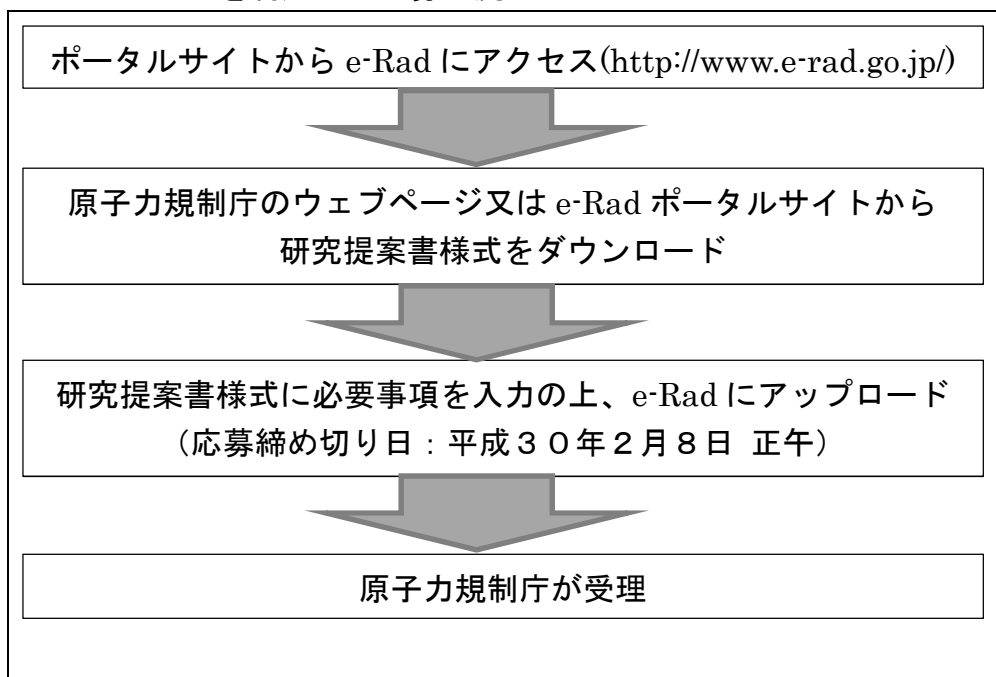 ポータルサイトから e-Rad にアクセス(http://www.e-rad.go.jp/)
原子力規制庁のウェブページ又は e-Rad ポータルサイトから
研究提案書様式をダウンロード
研究提案書様式に必要事項を入力の上、e-Rad にアップロード
（応募締め切り日：平成３０年２月８日 正午）
原子力規制庁が受理